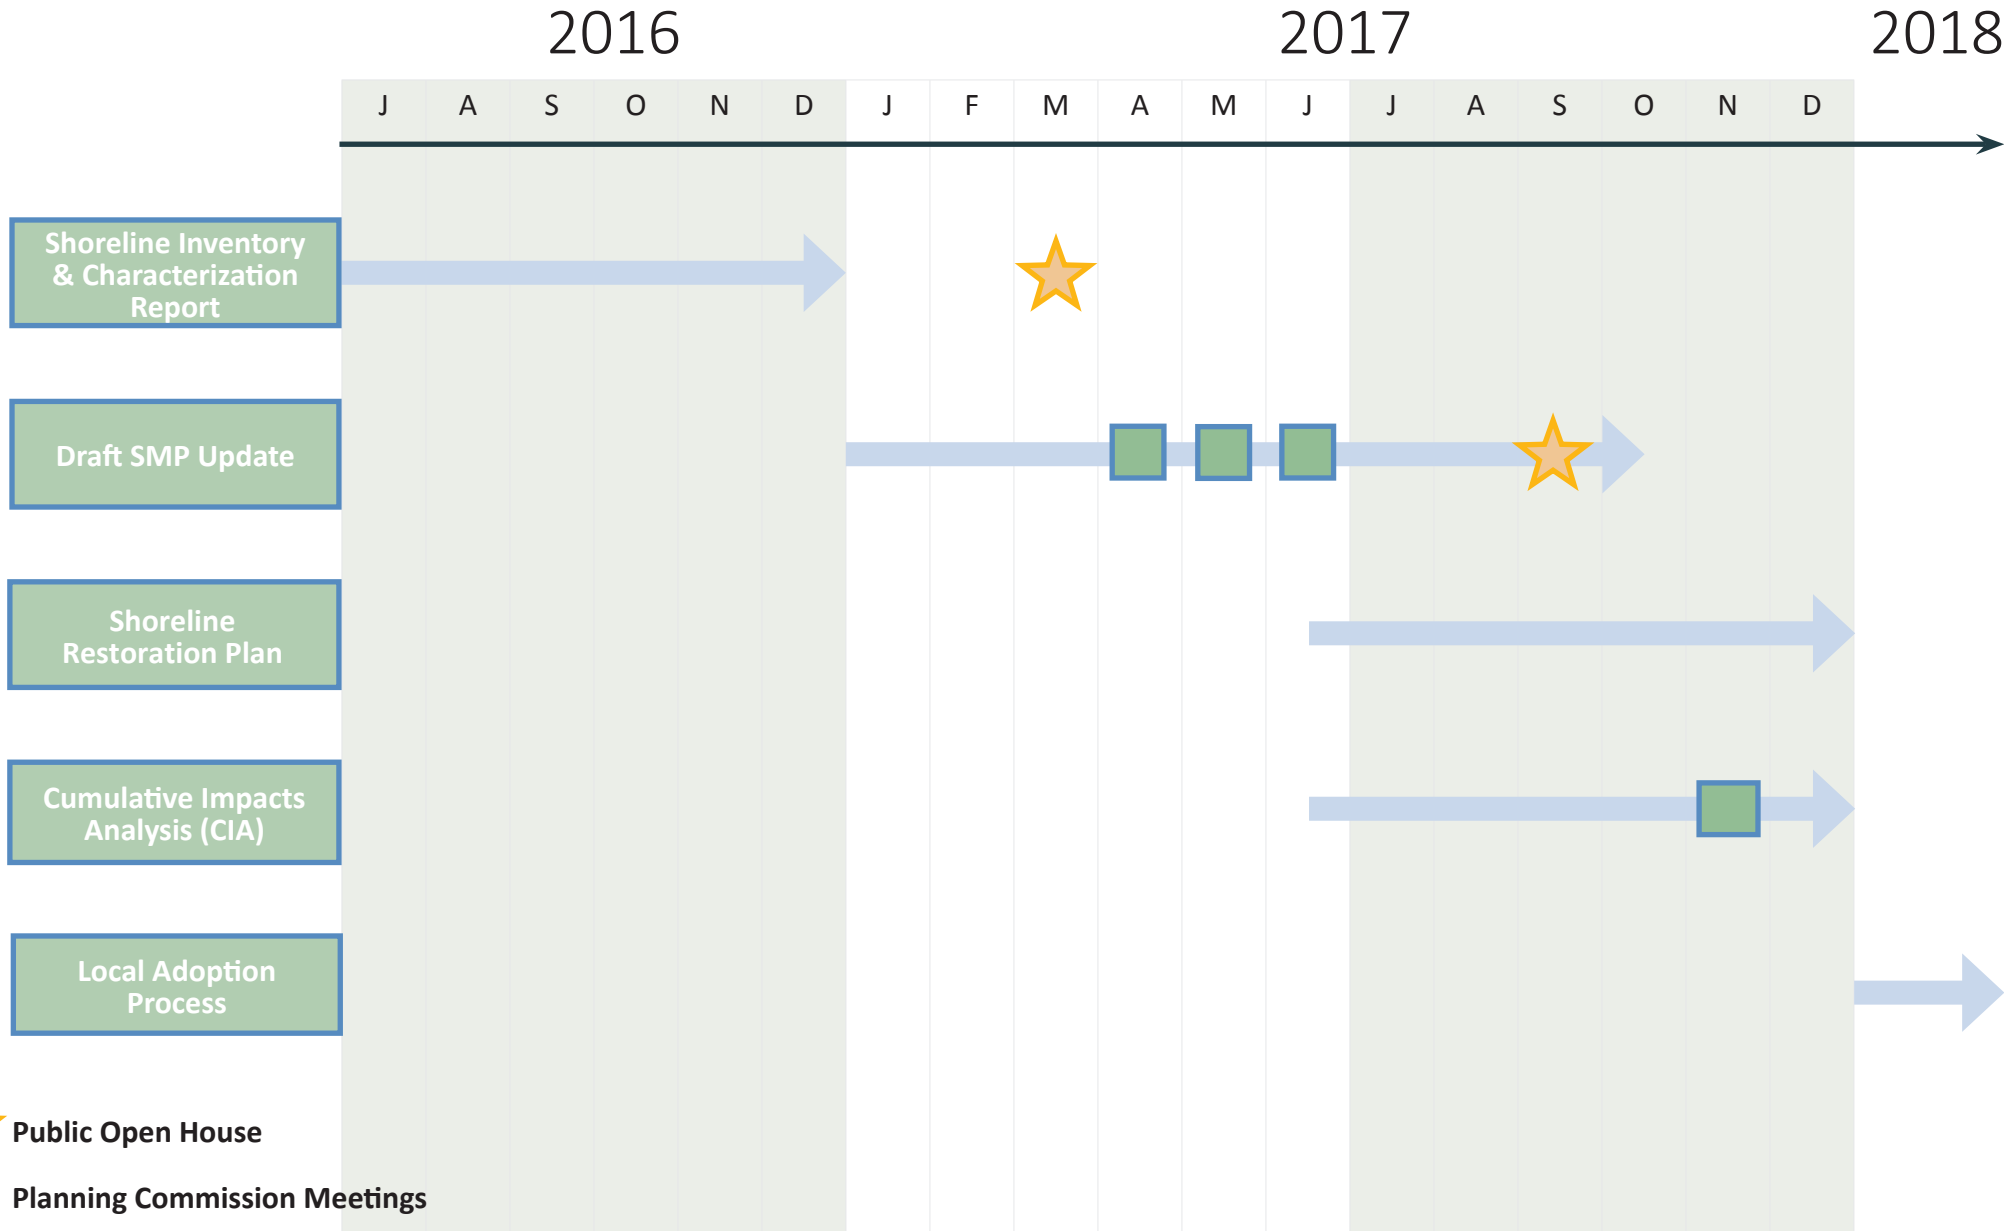 2016 2017 2018
J A S O N D J F M A M J J A S O N D
Shoreline Inventory
& Characterization
Report
Draft SMP Update
Shoreline
Restoration Plan
Cumulative Impacts
Analysis (CIA)
Local Adoption
Process
Public Open House
Planning Commission Meetings